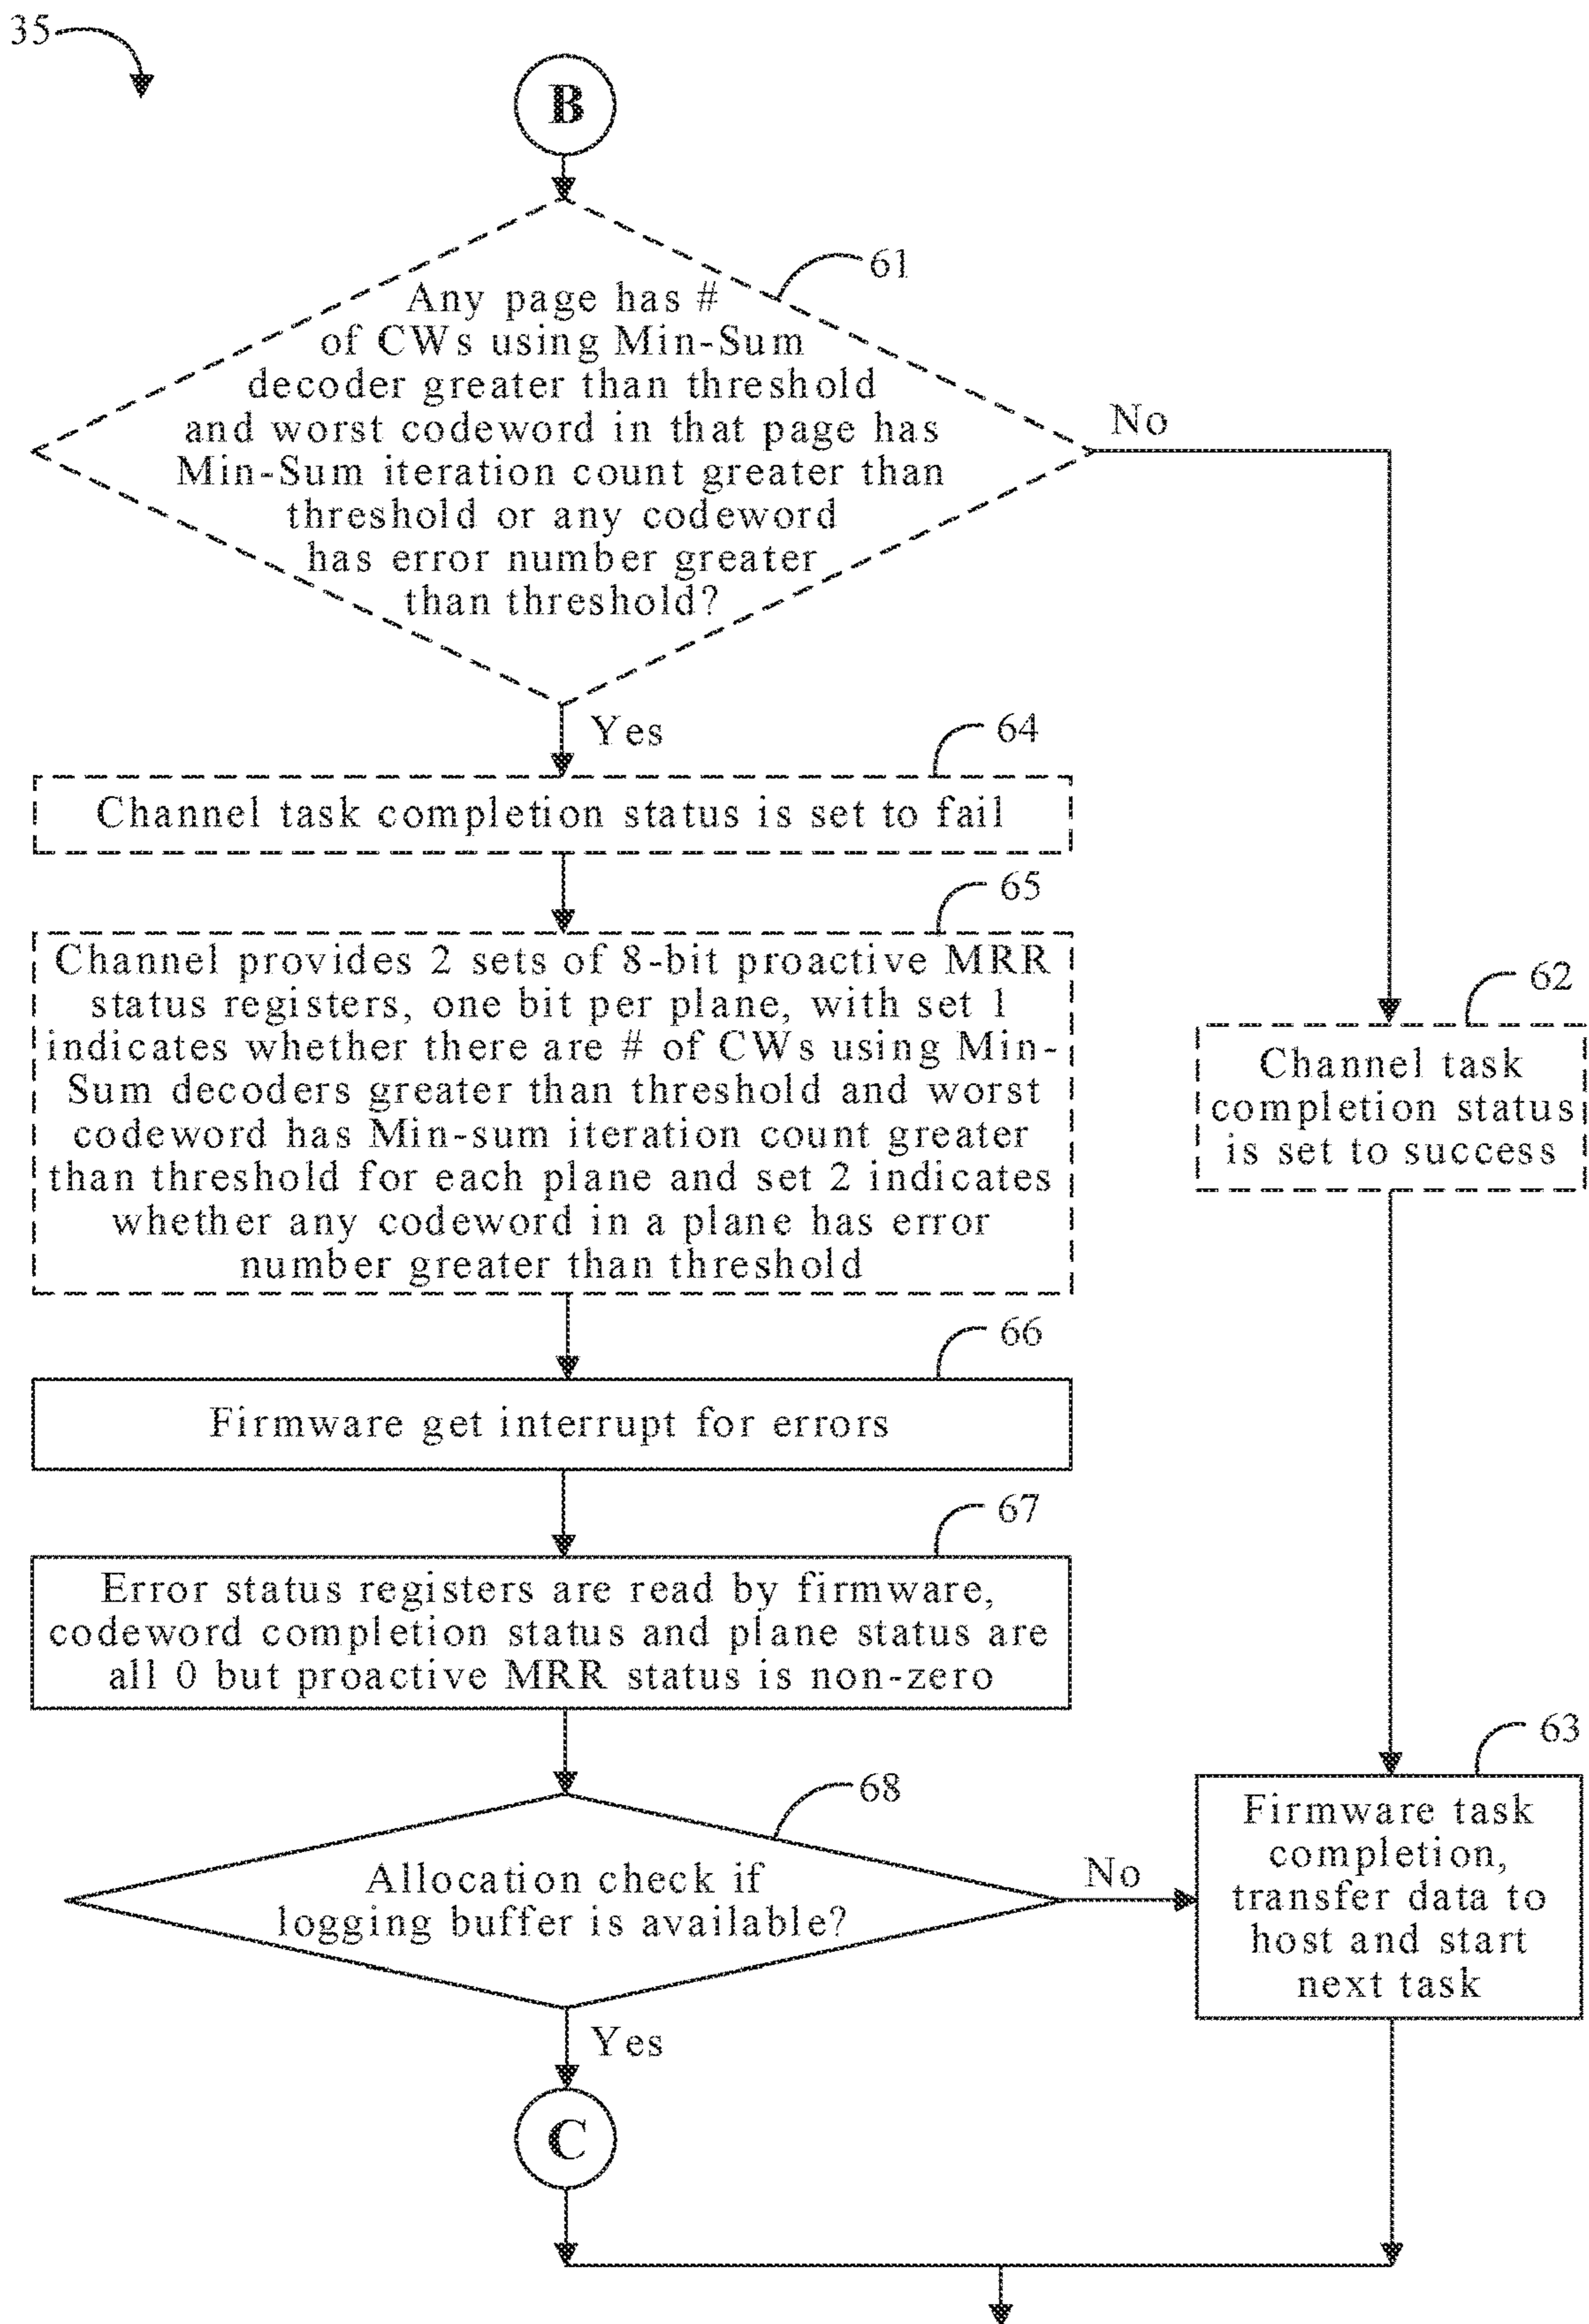 35
B
61
Any page has #
of CWs using Min-Sum
decoder greater than threshold
and worst codeword in that page has
Min-Sum iteration count greater than
threshold or any codeword
has error number greater
than threshold?
No
Yes
64
Channel task completion status is set to fail
65
Channel provides 2 sets of 8-bit proactive MRR
status registers, one bit per plane, with set 1
indicates whether there are # of CWs using Min-
Sum decoders greater than threshold and worst
codeword has Min-sum iteration count greater
than threshold for each plane and set 2 indicates
whether any codeword in a plane has error
number greater than threshold
62
Channel task
completion status
is set to success
66
Firmware get interrupt for errors
67
Error status registers are read by firmware,
codeword completion status and plane status are
all 0 but proactive MRR status is non-zero
68
Allocation check if
logging buffer is available?
No
63
Firmware task
completion,
transfer data to
host and start
next task
Yes
C